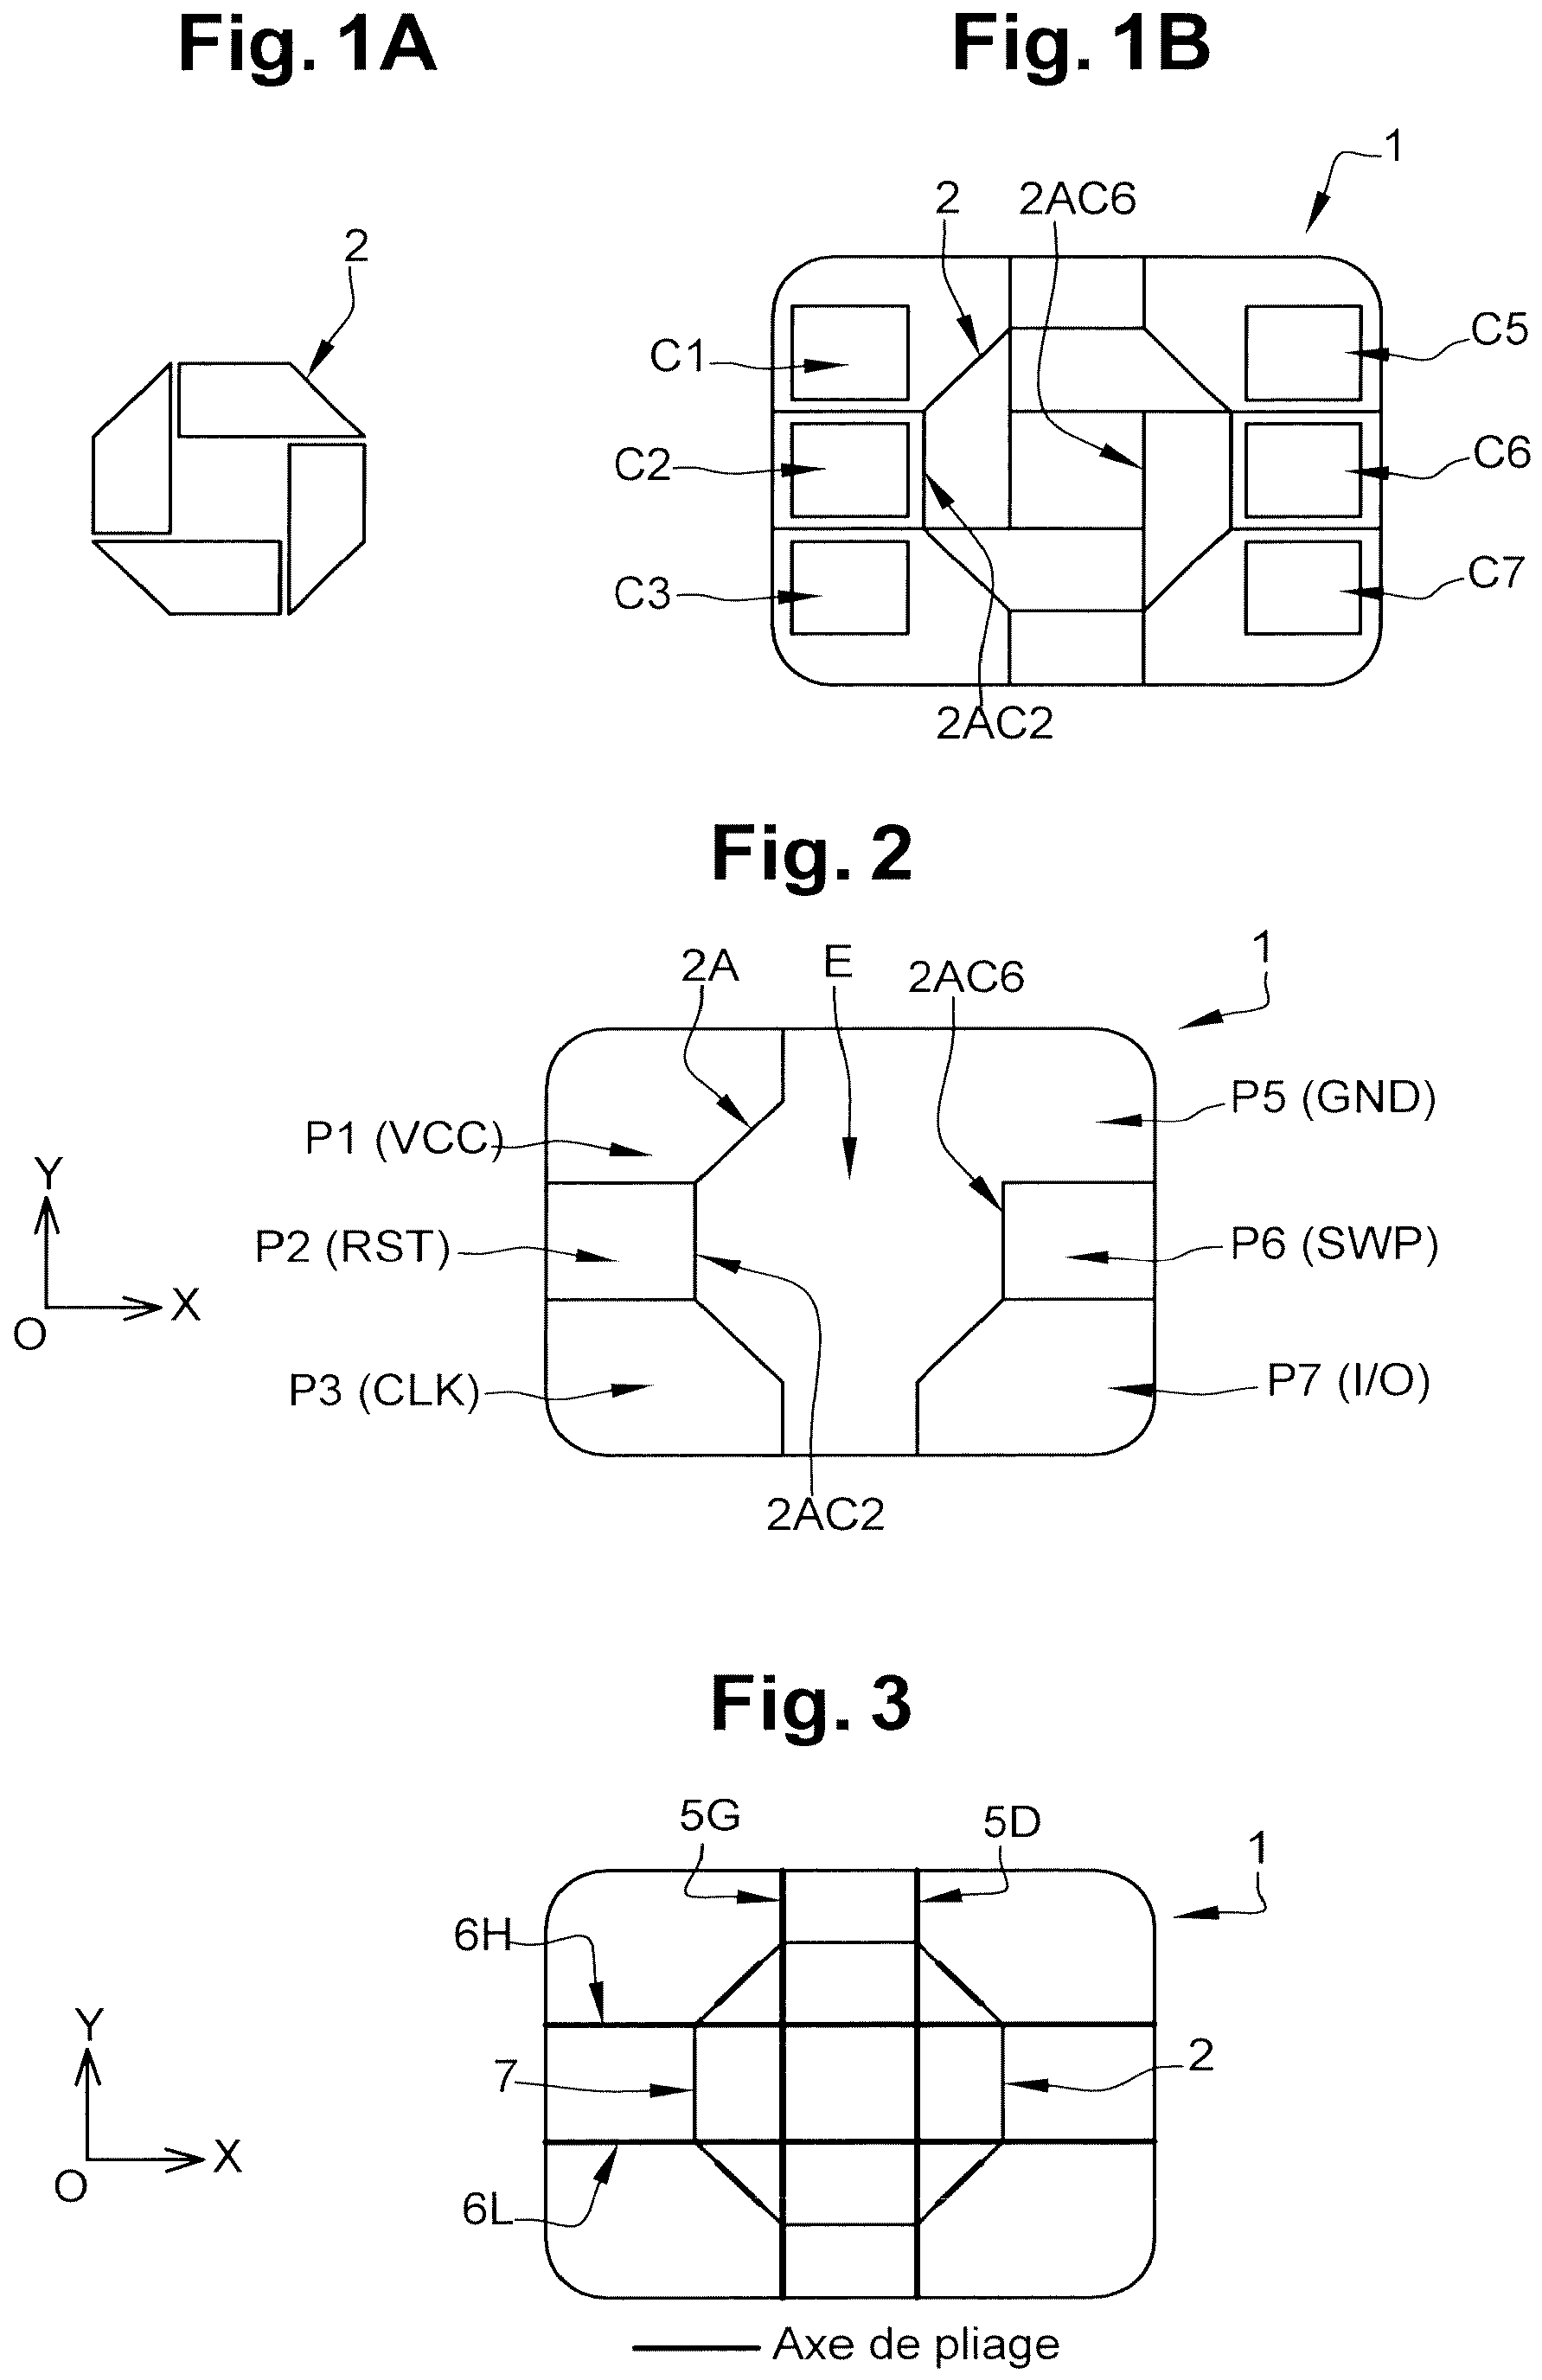 Fig. 1A
Fig. 1B
1
2
2AC6
2
C1
C5
C2
C6
C3
C7
2AC2
Fig. 2
1
2A
E
2AC6
P1 (VCC)
P5 (GND)
Y
P2 (RST)
P6 (SWP)
X
O
P3 (CLK)
P7 (I/O)
2AC2
Fig. 3
5G
5D
1
6H
Y
7
2
X
O
6L
Axe de pliage